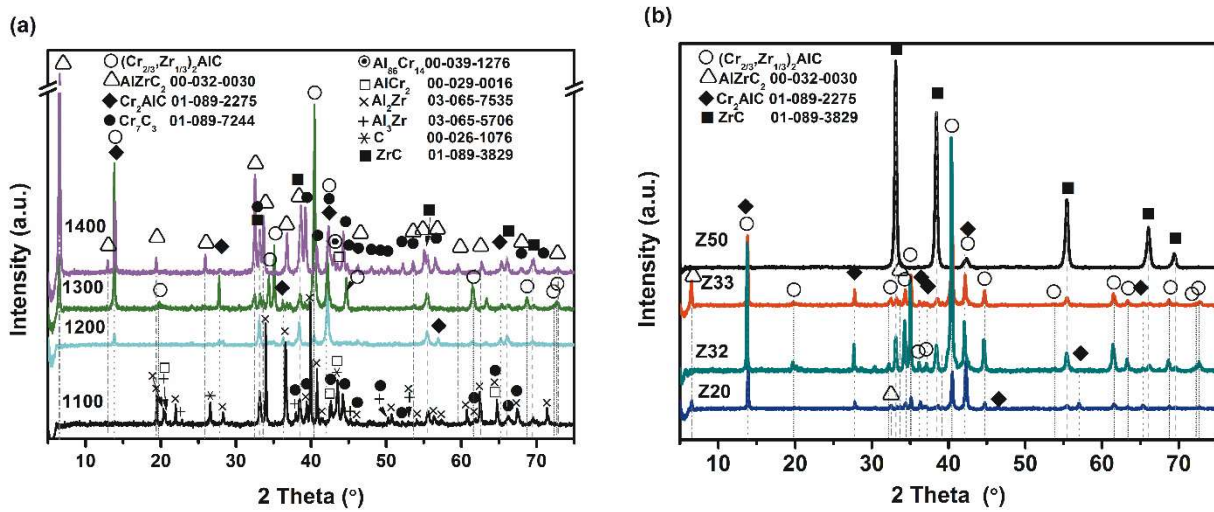 (a)
(Cr2/3,Zr1/3)2AlC
AlZrC2 00-032-0030
Cr2AlC 01-089-2275
Cr7C3 01-089-7244
Al86Cr14 00-039-1276
AlCr2 00-029-0016
Al2Zr 03-065-7535
Al3Zr 03-065-5706
C 00-026-1076
ZrC 01-089-3829
1400
1300
1200
1100
Intensity (a.u.)
10 20 30 40 50 60 70
2 Theta (°)
(b)
(Cr2/3,Zr1/3)2AlC
AlZrC2 00-032-0030
Cr2AlC 01-089-2275
ZrC 01-089-3829
Z50
Z33
Z32
Z20
Intensity (a.u.)
10 20 30 40 50 60 70
2 Theta (°)